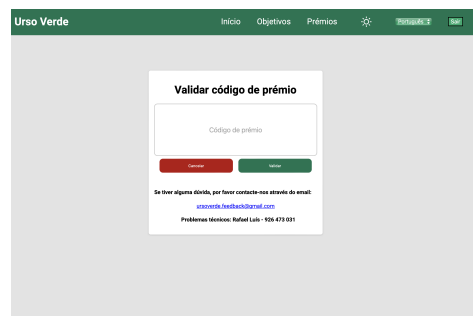 Urso Verde
Início
Objetivos
Prémios
Português
Sair
Validar código de prémio
Código de prémio
Cancelar
Validar
Se tiver alguma dúvida, por favor contacte-nos através do email:
ursoverde.feedback@gmail.com
Problemas técnicos: Rafael Luís - 926 473 031